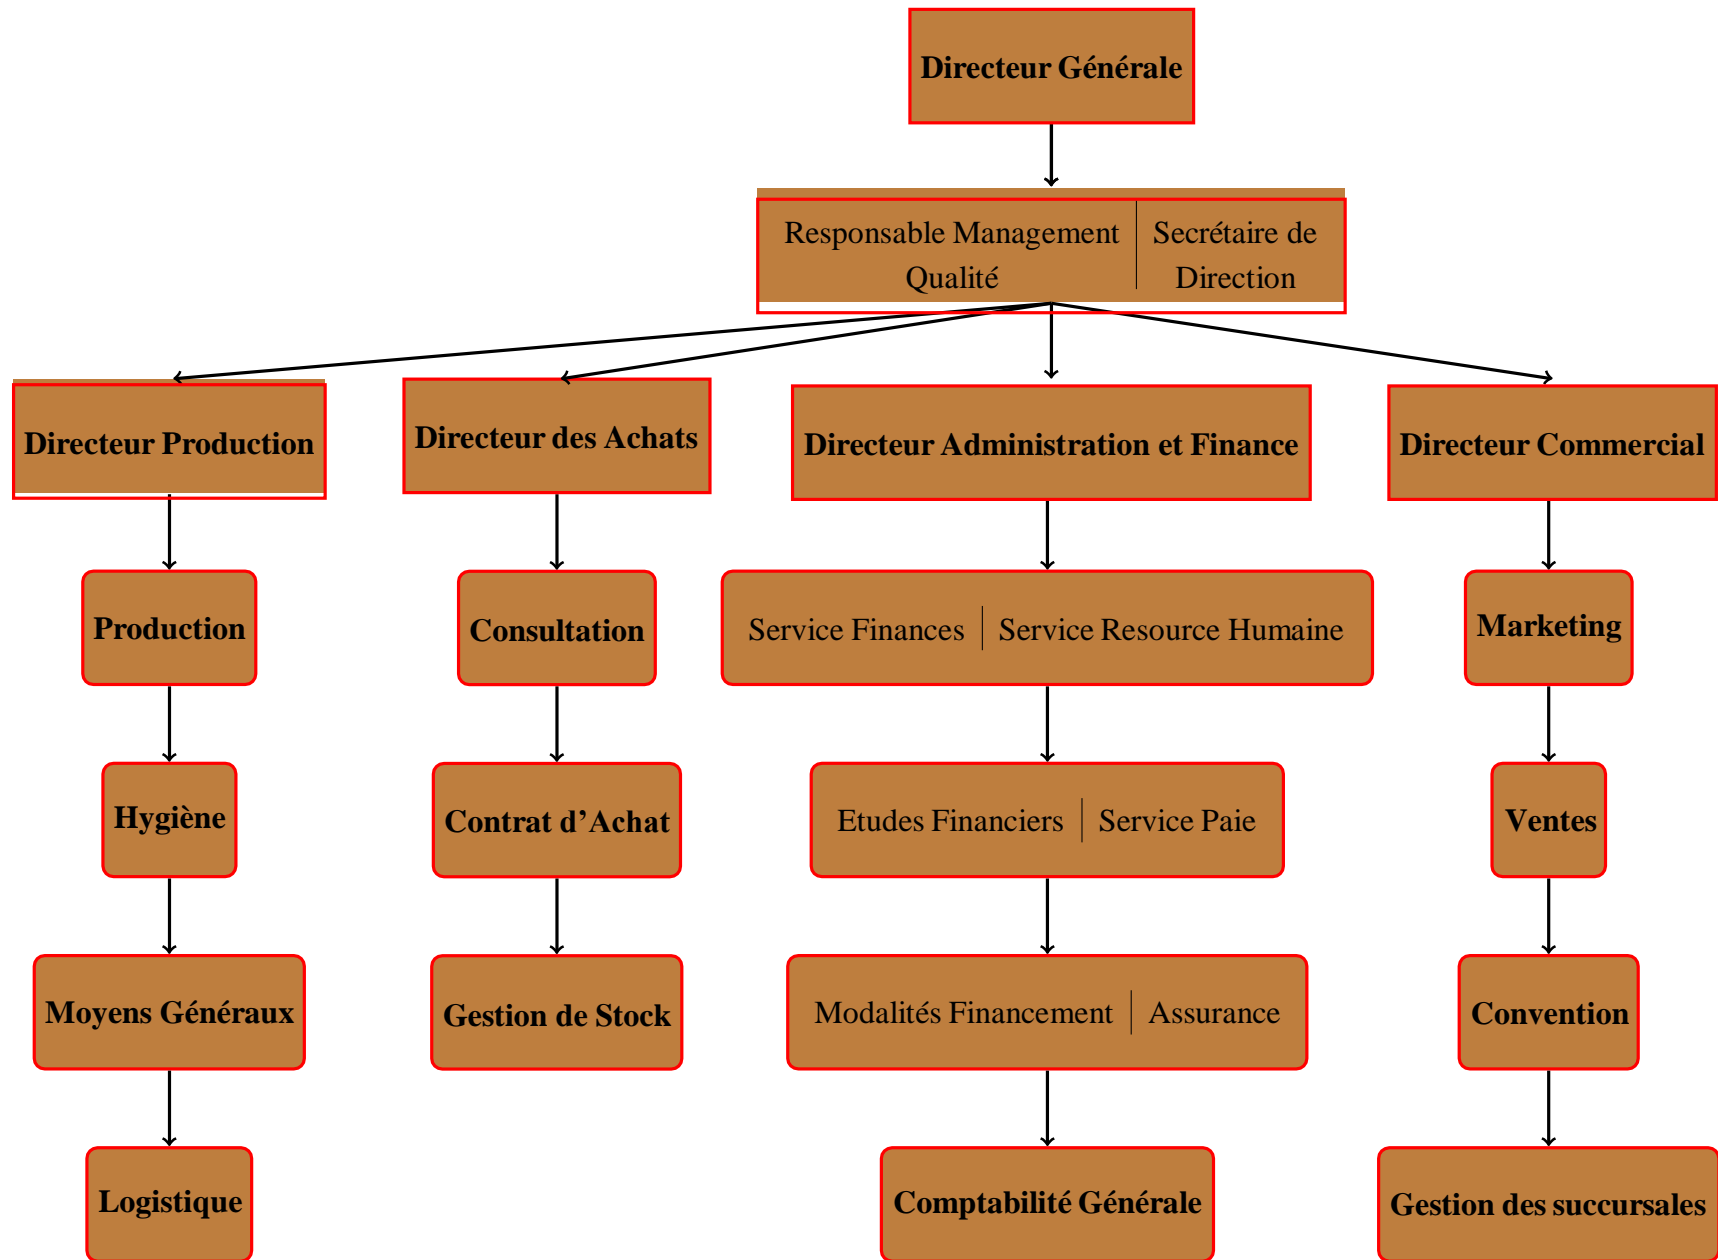 Directeur Générale
Responsable Management Secrétaire de
Qualité Direction
Directeur Production Directeur des Achats Directeur Administration et Finance Directeur Commercial
Production Consultation Service Finances Service Resource Humaine Marketing
Hygiène Contrat d’Achat Etudes Financiers Service Paie Ventes
Moyens Généraux Gestion de Stock Modalités Financement Assurance Convention
Logistique Comptabilité Générale Gestion des succursales